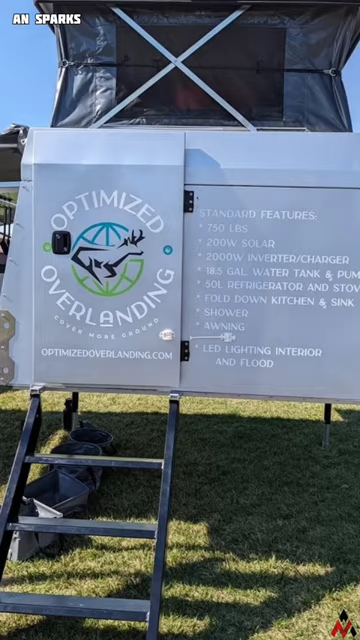 AN SPARKS
OPTIMIZED
OVERLANDING
COVER MORE GROUND
OPTIMIZEDOVERLANDING.COM
STANDARD FEATURES:
* 750 LBS
* 200W SOLAR
* 2000W INVERTER/CHARGER
* 18.5 GAL. WATER TANK & PUM
* 50L REFRIGERATOR AND STOV
* FOLD DOWN KITCHEN & SINK
* SHOWER
* AWNING
* LED LIGHTING INTERIOR
AND FLOOD